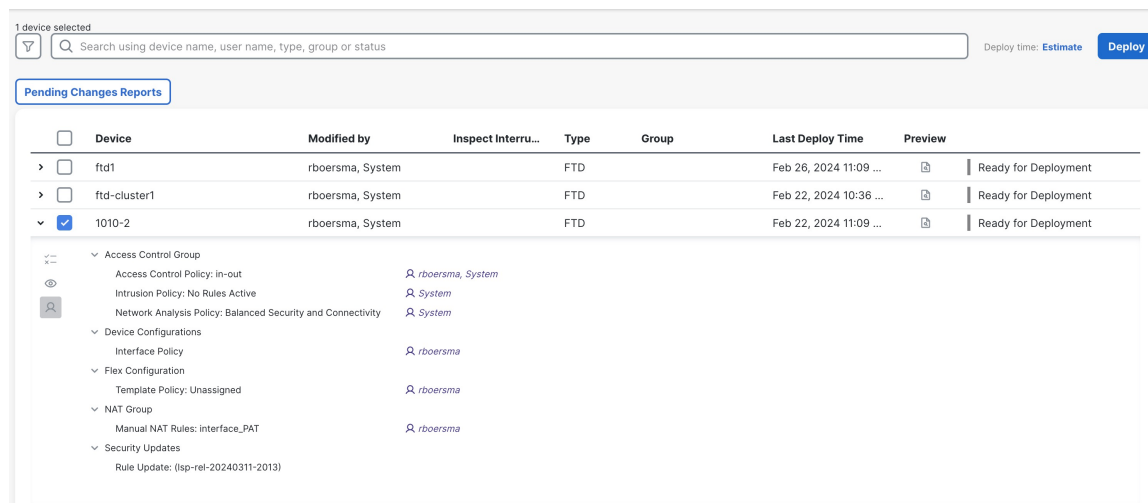 1 device selected
Search using device name, user name, type, group or status
Deploy time: Estimate
Deploy
Pending Changes Reports
Device Modified by Inspect Interru... Type Group Last Deploy Time Preview
ftd1 rboersma, System FTD Feb 26, 2024 11:09 ... Ready for Deployment
ftd-cluster1 rboersma, System FTD Feb 22, 2024 10:36 ... Ready for Deployment
1010-2 rboersma, System FTD Feb 22, 2024 11:09 ... Ready for Deployment
Access Control Group
Access Control Policy: in-out rboersma, System
Intrusion Policy: No Rules Active System
Network Analysis Policy: Balanced Security and Connectivity System
Device Configurations
Interface Policy rboersma
Flex Configuration
Template Policy: Unassigned rboersma
NAT Group
Manual NAT Rules: interface_PAT rboersma
Security Updates
Rule Update: (lsp-rel-20240311-2013)